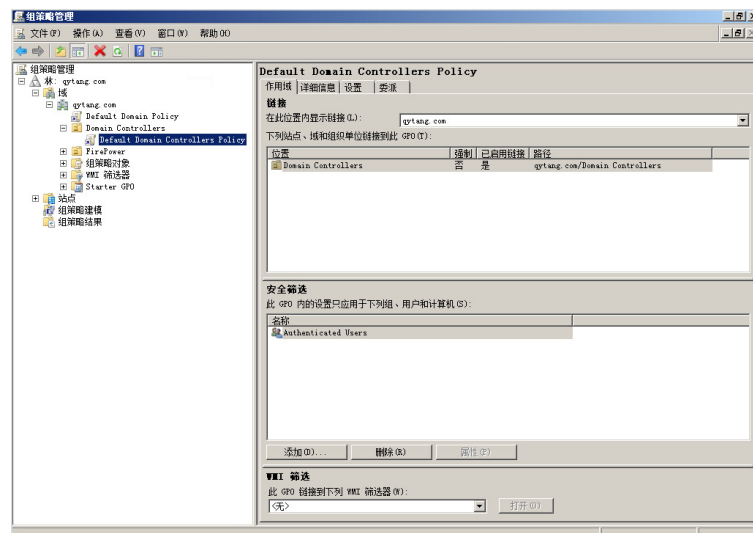 组策略管理
文件(F) 操作(A) 查看(V) 窗口(W) 帮助(H)
组策略管理
林: qytang.com
域
qytang.com
Default Domain Policy
Domain Controllers
Default Domain Controllers Policy
FirePower
组策略对象
WMI 筛选器
Starter GPO
站点
组策略建模
组策略结果
Default Domain Controllers Policy
作用域 详细信息 设置 委派
链接
在此位置内显示链接(L): qytang.com
下列站点、域和组织单位链接到此 GPO(T):
位置 强制 已启用链接 路径
Domain Controllers 否 是 qytang.com/Domain Controllers
安全筛选
此 GPO 内的设置只应用于下列组、用户和计算机(S):
名称
Authenticated Users
添加(D)... 删除(R) 属性(P)
WMI 筛选
此 GPO 链接到下列 WMI 筛选器(W):
<无> 打开(O)